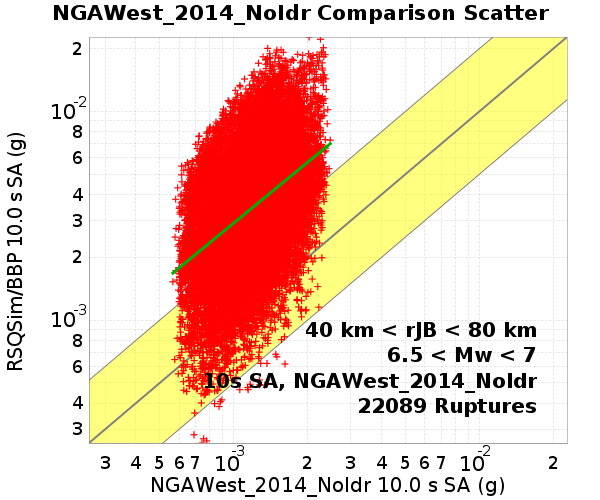 NGAWest_2014_NoIdr Comparison Scatter
RSQSim/BBP 10.0 s SA (g)
2
10-2
8
6
4
3
2
10-3
8
6
4
3
40 km < rJB < 80 km
6.5 < Mw < 7
10s SA, NGAWest_2014_NoIdr
22089 Ruptures
3 4 5 6 7 10-3 2 3 4 5 6 7 10-2 2
NGAWest_2014_NoIdr 10.0 s SA (g)